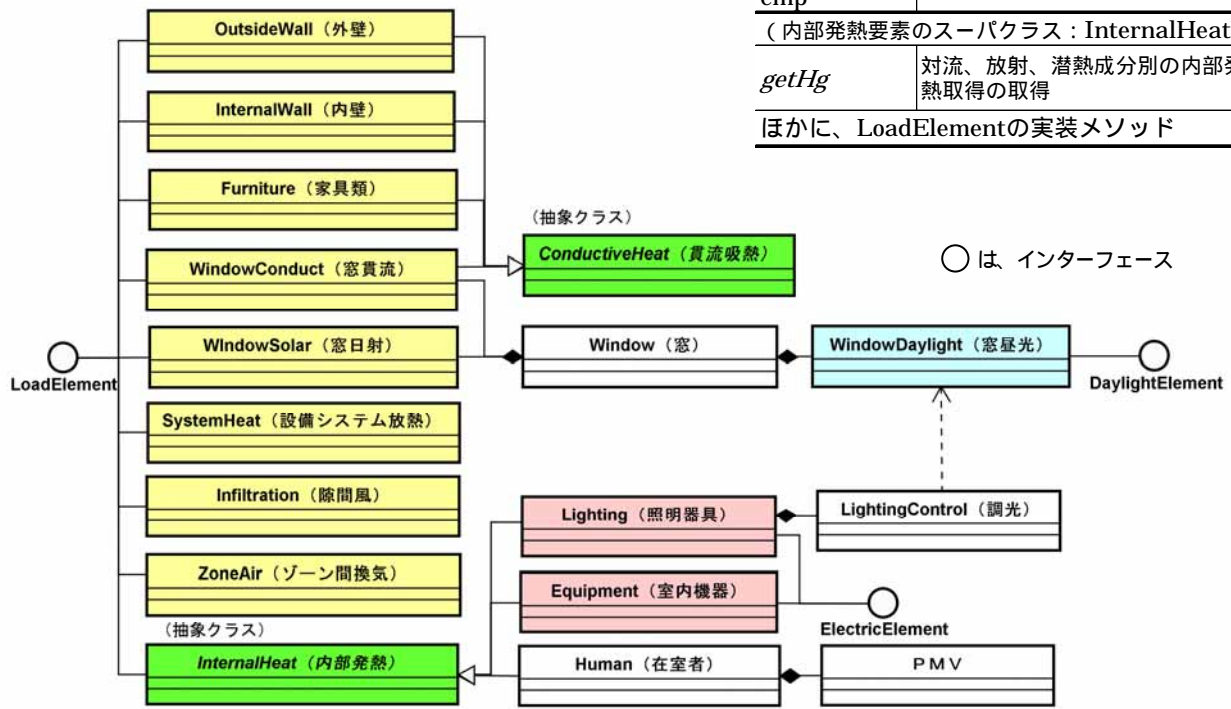 emp
(内部発熱要素のスーパクラス：InternalHeat
getHg
対流、放射、潜熱成分別の内部発
熱取得の取得
ほかに、LoadElementの実装メソッド
OutsideWall（外壁）
InternalWall（内壁）
Furniture（家具類）
（抽象クラス）
ConductiveHeat（貫流吸熱）
○は、インターフェース
WindowConduct（窓貫流）
WIndowSolar（窓日射）
Window（窓）
WindowDaylight（窓昼光）
LoadElement
DaylightElement
SystemHeat（設備システム放熱）
Infiltration（隙間風）
Lighting（照明器具）
LightingControl（調光）
ZoneAir（ゾーン間換気）
Equipment（室内機器）
ElectricElement
（抽象クラス）
InternalHeat（内部発熱）
Human（在室者）
PMV